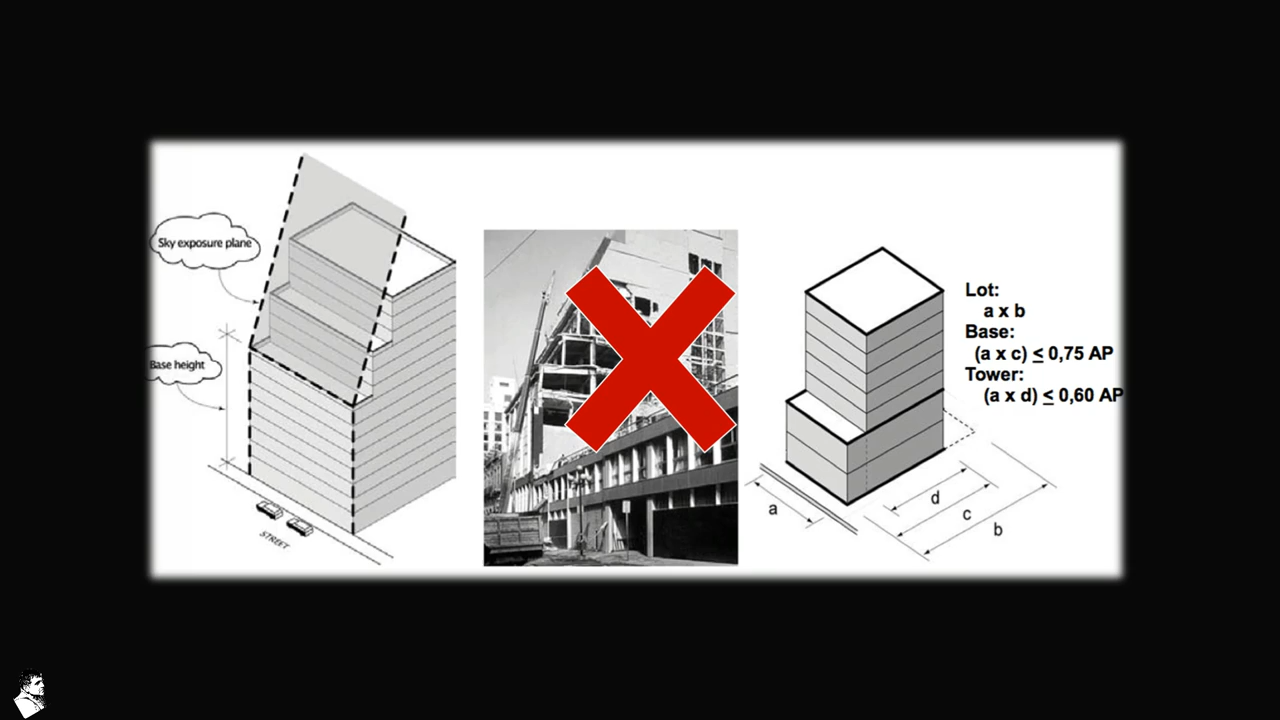 Sky exposure plane
Base height
STREET
Lot:
a x b
Base:
(a x c) ≤ 0,75 AP
Tower:
(a x d) ≤ 0,60 AP
a
d
c
b